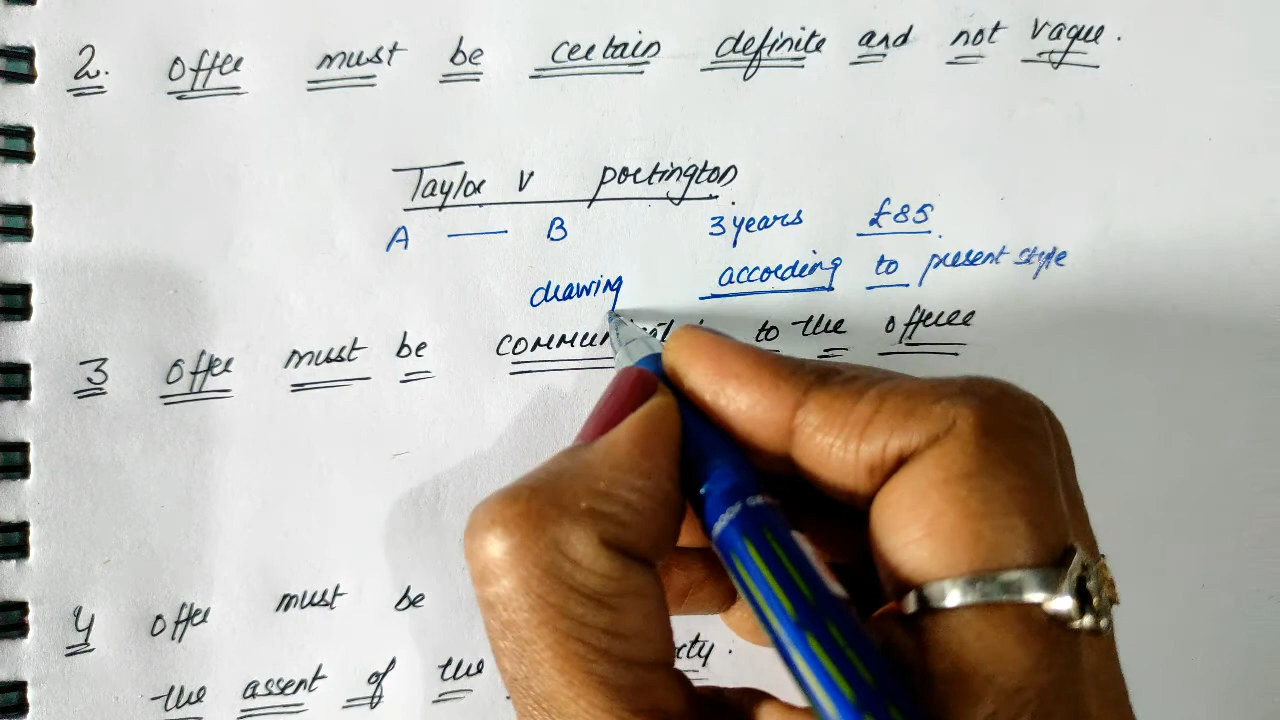 2. offer must be certain definite and not vague.
Taylor v portington
A — B 3 years £85.
drawing according to present style
3 offer must be to the offeree
4 offer must be
the assent of the